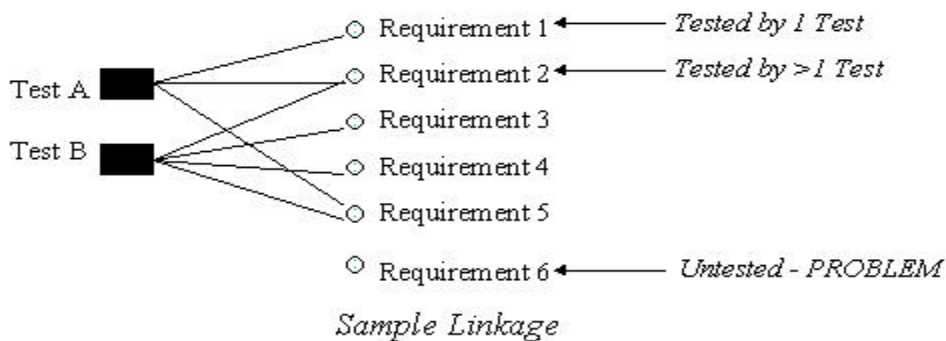 Requirement 1 Tested by 1 Test
Test A Requirement 2 Tested by >1 Test
Requirement 3
Test B Requirement 4
Requirement 5
Requirement 6 Untested - PROBLEM
Sample Linkage